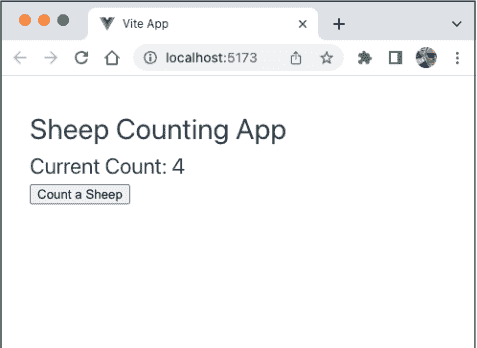 Vite App
localhost:5173
Sheep Counting App
Current Count: 4
Count a Sheep